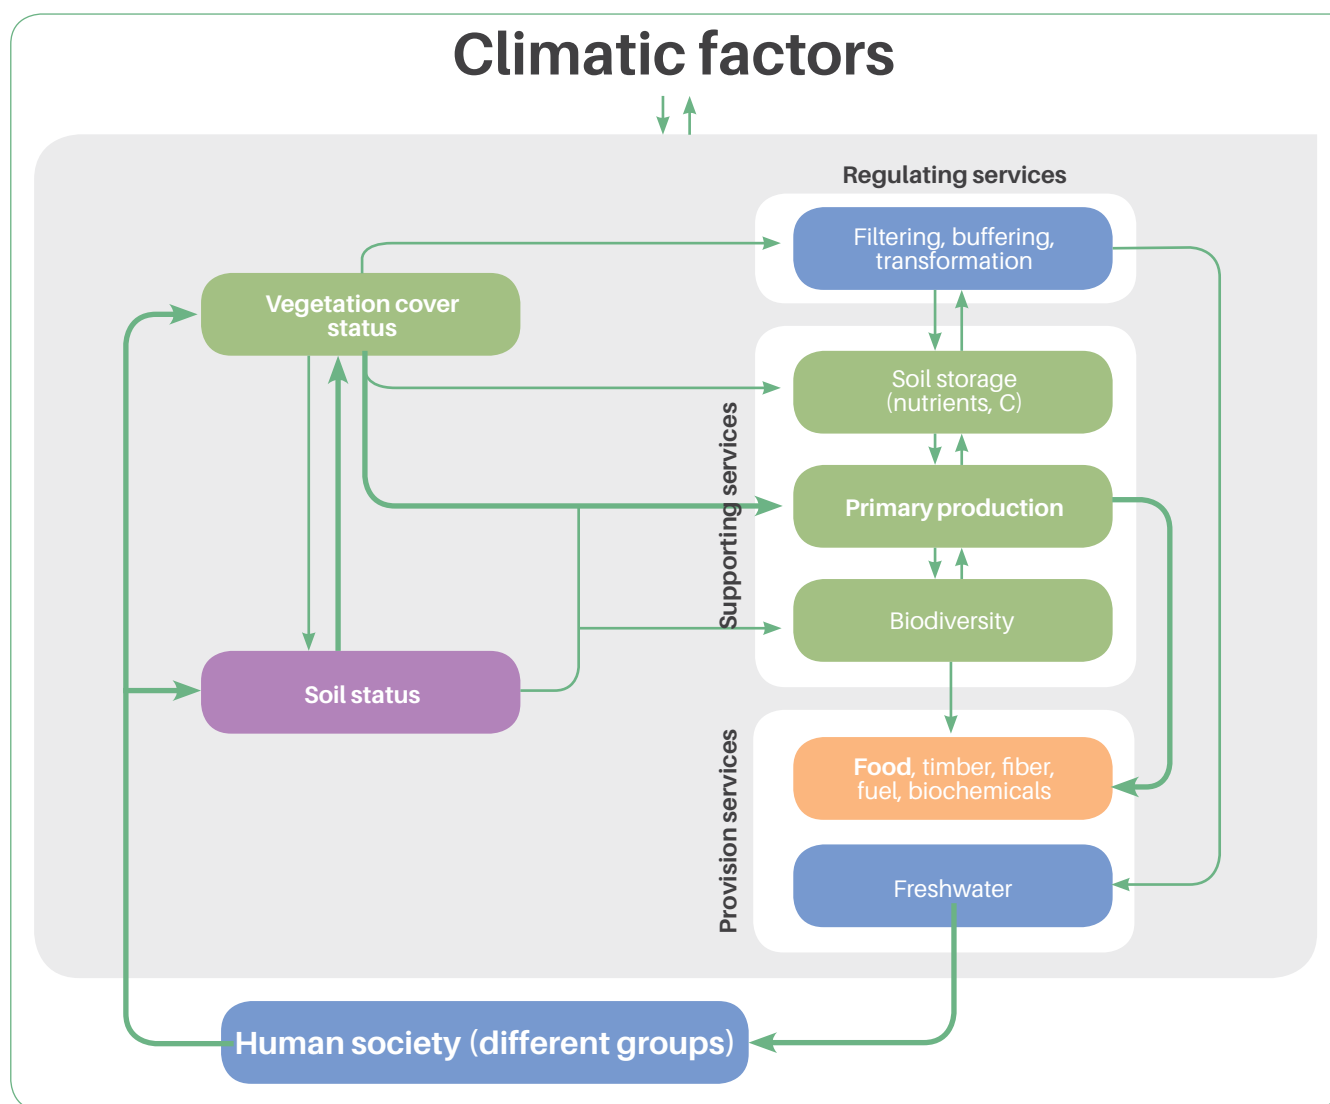 Climatic factors
Regulating services
Filtering, buffering,
transformation
Vegetation cover
status
Soil storage
(nutrients, C)
Supporting services
Primary production
Biodiversity
Soil status
Provision services
Food, timber, fiber,
fuel, biochemicals
Freshwater
Human society (different groups)